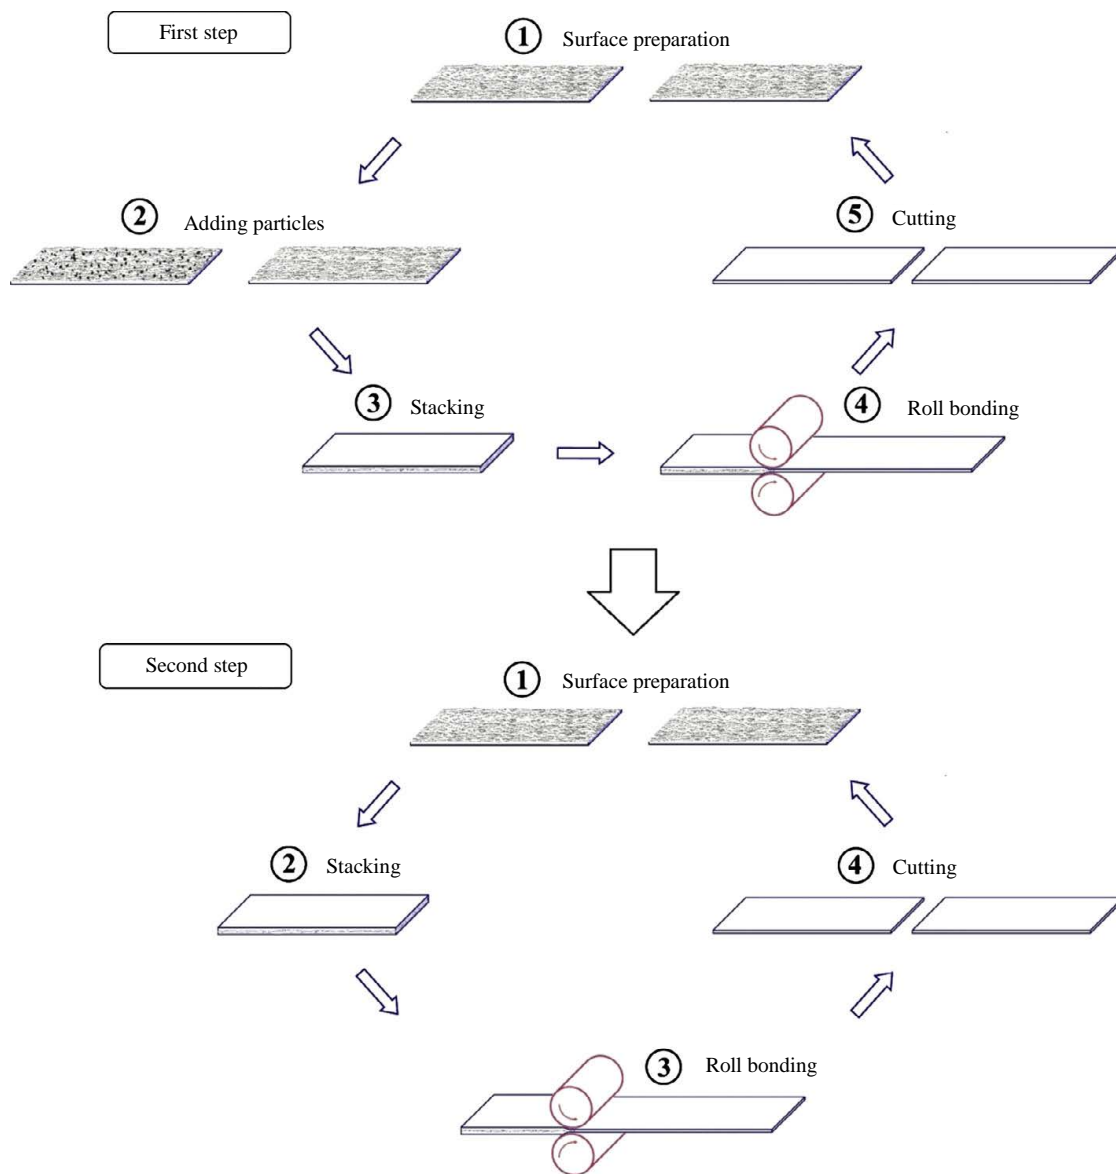 First step
① Surface preparation
② Adding particles
⑤ Cutting
③ Stacking
④ Roll bonding
Second step
① Surface preparation
② Stacking
④ Cutting
③ Roll bonding